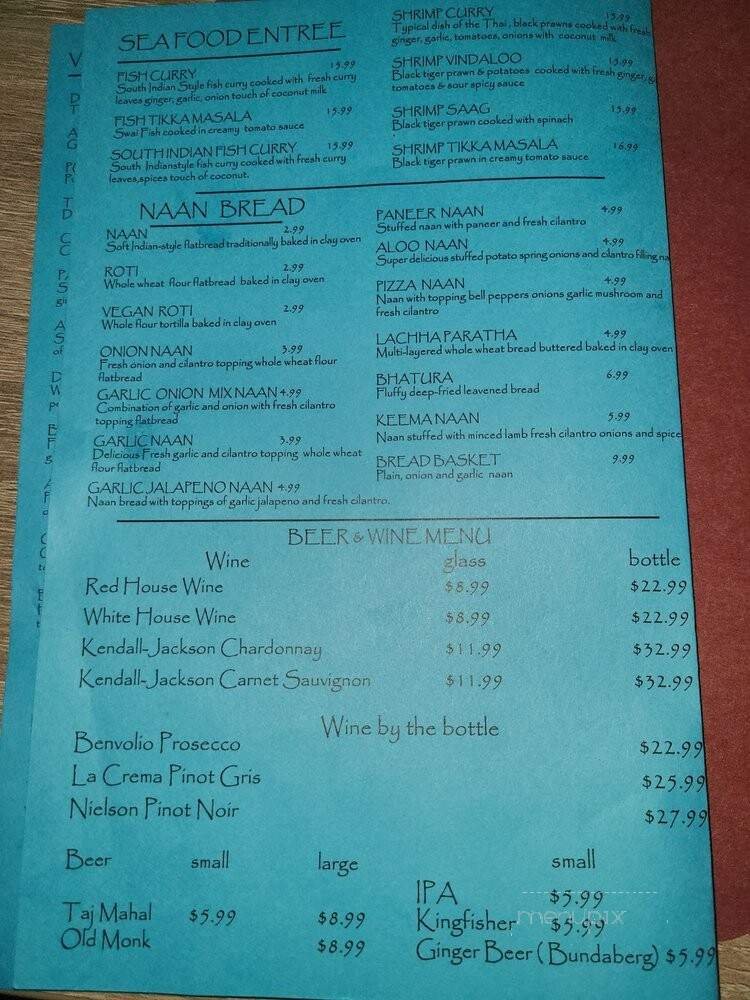 SEA FOOD ENTREE
FISH CURRY 15.99
South Indian Style fish curry cooked with fresh curry
leaves ginger, garlic, onion touch of coconut milk
FISH TIKKA MASALA 15.99
Swai Fish cooked in creamy tomato sauce
SOUTH INDIAN FISH CURRY 15.99
South Indianstyle fish curry cooked with fresh curry
leaves,spices touch of coconut.
SHRIMP CURRY 15.99
Typical dish of the Thai , black prawns cooked with fresh
ginger, garlic, tomatoes, onions with coconut milk
SHRIMP VINDALOO 15.99
Black tiger prawn & potatoes cooked with fresh ginger,
tomatoes & sour spicy sauce
SHRIMP SAAG 15.99
Black tiger prawn cooked with spinach
SHRIMP TIKKA MASALA 16.99
Black tiger prawn in creamy tomato sauce
NAAN BREAD
NAAN 2.99
Soft Indian-style flatbread traditionally baked in clay oven
ROTI 2.99
Whole wheat flour flatbread baked in clay oven
VEGAN ROTI 2.99
Whole flour tortilla baked in clay oven
ONION NAAN 3.99
Fresh onion and cilantro topping whole wheat flour
flatbread
GARLIC ONION MIX NAAN 4.99
Combination of garlic and onion with fresh cilantro
topping flatbread
GARLIC NAAN 3.99
Delicious Fresh garlic and cilantro topping whole wheat
flour flatbread
GARLIC JALAPENO NAAN 4.99
Naan bread with toppings of garlic jalapeno and fresh cilantro.
PANEER NAAN 4.99
Stuffed naan with paneer and fresh cilantro
ALOO NAAN 4.99
Super delicious stuffed potato spring onions and cilantro filling na
PIZZA NAAN 4.99
Naan with topping bell peppers onions garlic mushroom and
fresh cilantro
LACHHA PARATHA 4.99
Multi-layered whole wheat bread buttered baked in clay oven
BHATURA 6.99
Fluffy deep-fried leavened bread
KEEMA NAAN 5.99
Naan stuffed with minced lamb fresh cilantro onions and spice
BREAD BASKET 9.99
Plain, onion and garlic naan
BEER & WINE MENU
Wine glass bottle
Red House Wine $8.99 $22.99
White House Wine $8.99 $22.99
Kendall-Jackson Chardonnay $11.99 $32.99
Kendall-Jackson Carnet Sauvignon $11.99 $32.99
Wine by the bottle
Benvolio Prosecco $22.99
La Crema Pinot Gris $25.99
Nielson Pinot Noir $27.99
Beer small large
Taj Mahal $5.99 $8.99
Old Monk $8.99
small
IPA $5.99
Kingfisher $5.99
Ginger Beer ( Bundaberg) $5.99
menupix